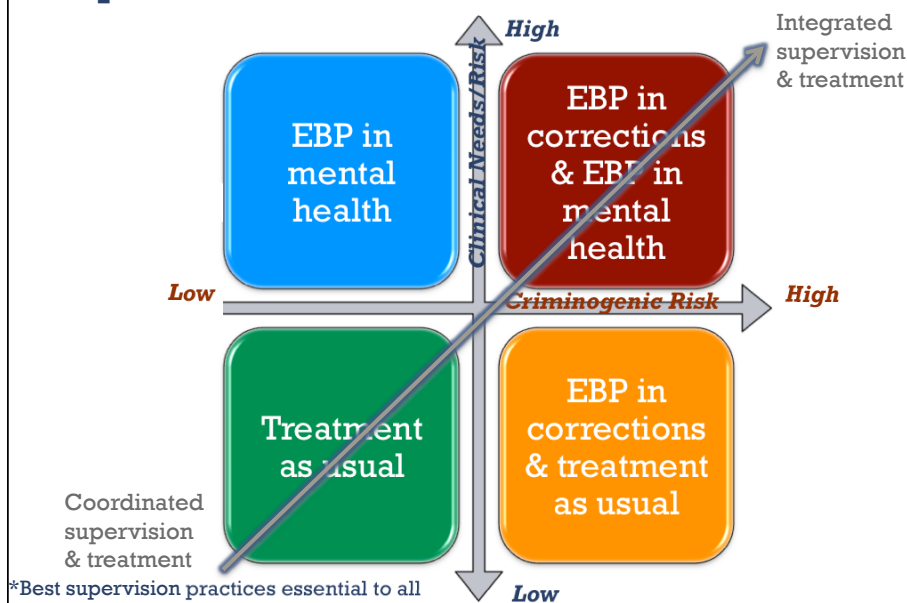 High
Integrated
supervision
& treatment
Clinical Needs/Risk
EBP in
mental
health
EBP in
corrections
& EBP in
mental
health
Low
Criminogenic Risk
High
Treatment
as usual
EBP in
corrections
& treatment
as usual
Coordinated
supervision
& treatment
*Best supervision practices essential to all
Low